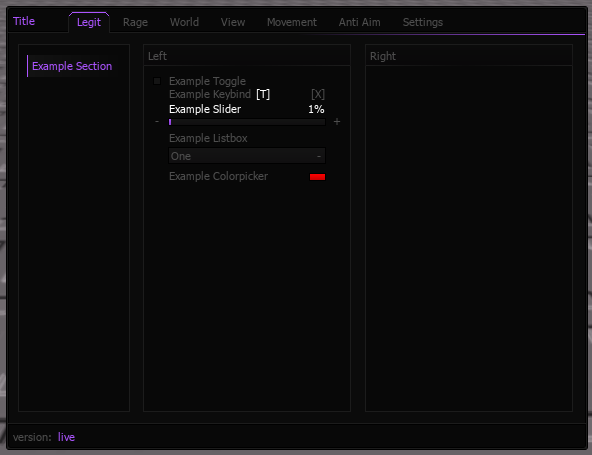 Title Legit Rage World View Movement Anti Aim Settings
Example Section
Left
Example Toggle
Example Keybind [T] [X]
Example Slider 1%
- +
Example Listbox
One -
Example Colorpicker
Right
version: live